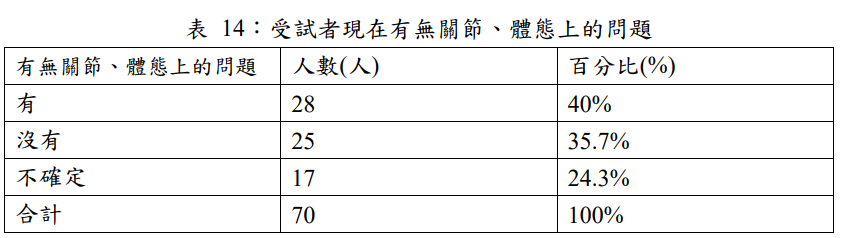 表 14：受試者現在有無關節、體態上的問題
有無關節、體態上的問題 人數(人) 百分比(%)
有 28 40%
沒有 25 35.7%
不確定 17 24.3%
合計 70 100%